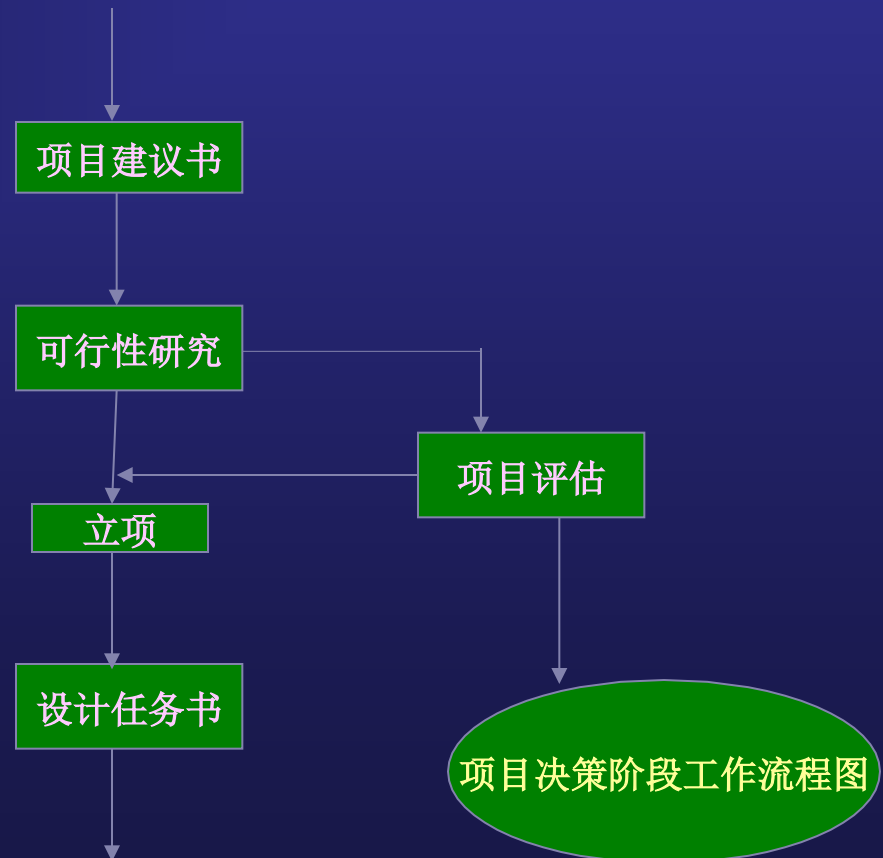 项目建议书
可行性研究
项目评估
立项
设计任务书
项目决策阶段工作流程图